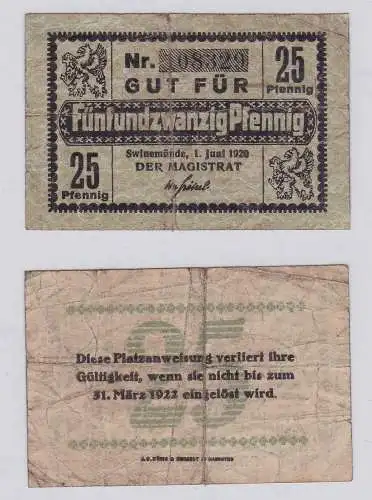 Nr. 08320
25
Pfennig
GUT FÜR
Fünfundzwanzig Pfennig
Swinemünde, 1. Juni 1920
DER MAGISTRAT
25
Pfennig
25
Diese Platzanweisung verliert ihre
Gültigkeit, wenn sie nicht bis zum
31. März 1922 eingelöst wird.